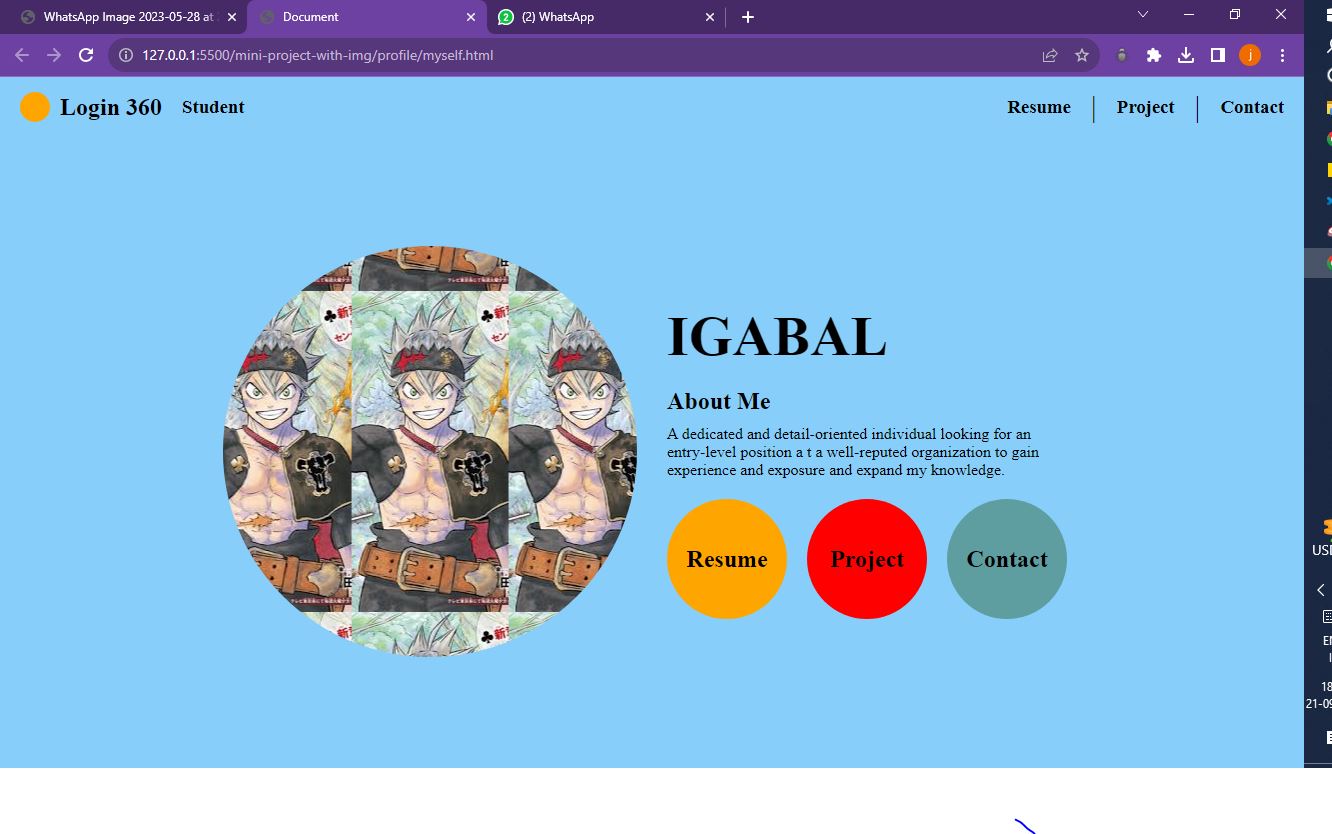 WhatsApp Image 2023-05-28 at
Document
(2) WhatsApp
127.0.0.1:5500/mini-project-with-img/profile/myself.html
j
Login 360
Student
Resume
Project
Contact
IGABAL
About Me
A dedicated and detail-oriented individual looking for an
entry-level position a t a well-reputed organization to gain
experience and exposure and expand my knowledge.
Resume
Project
Contact